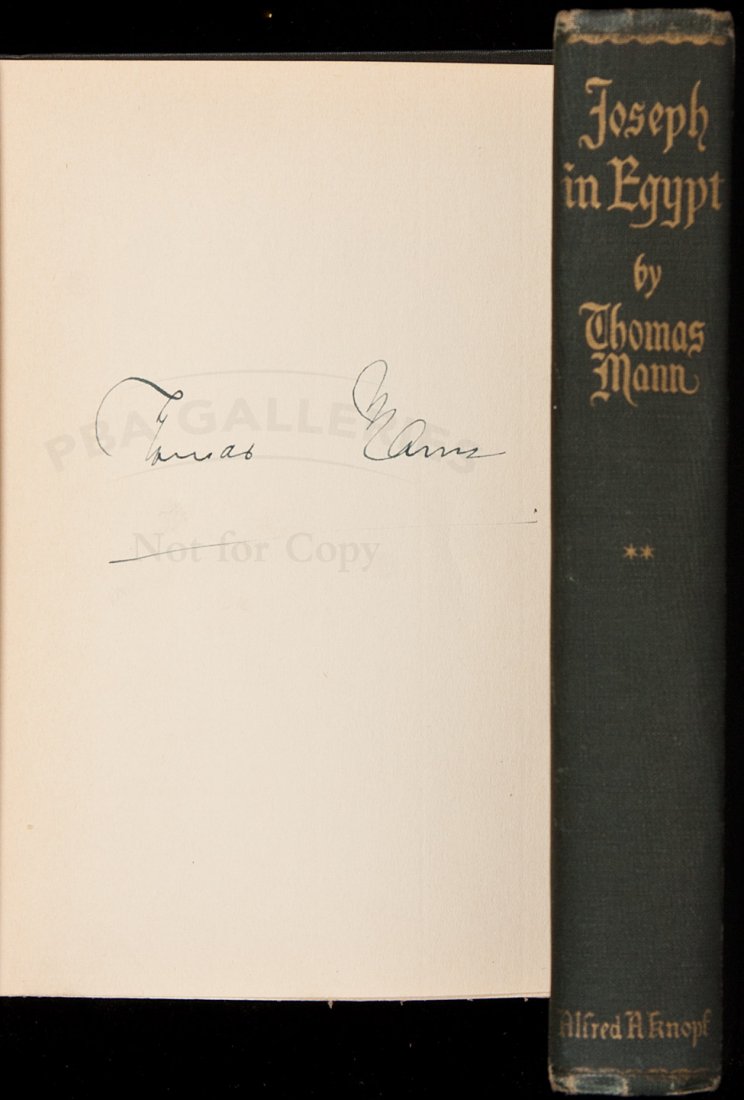 Thomas Mann
PBA GALLERIES
Not for Copy
Joseph
in Egypt
by
Thomas
Mann
**
Alfred A Knopf